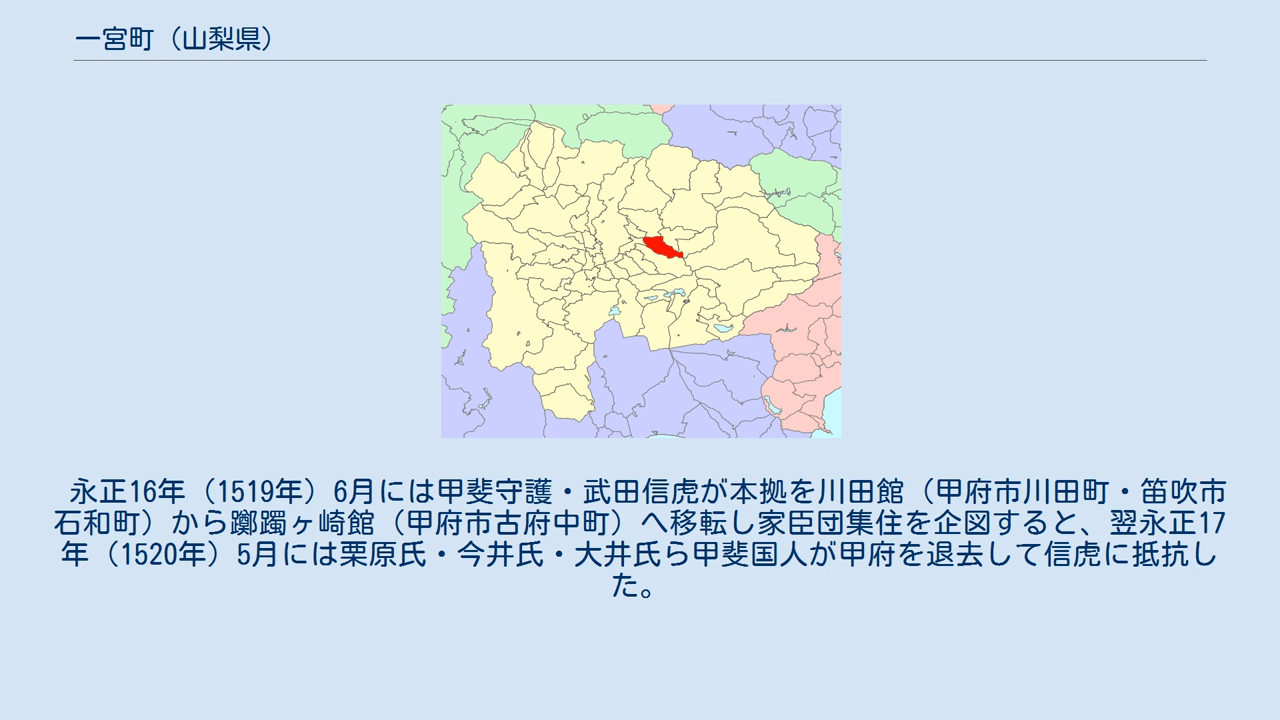 一宮町（山梨県）
永正16年（1519年）6月には甲斐守護・武田信虎が本拠を川田館（甲府市川田町・笛吹市
石和町）から躑躅ヶ崎館（甲府市古府中町）へ移転し家臣団集住を企図すると、翌永正17
年（1520年）5月には栗原氏・今井氏・大井氏ら甲斐国人が甲府を退去して信虎に抵抗し
た。